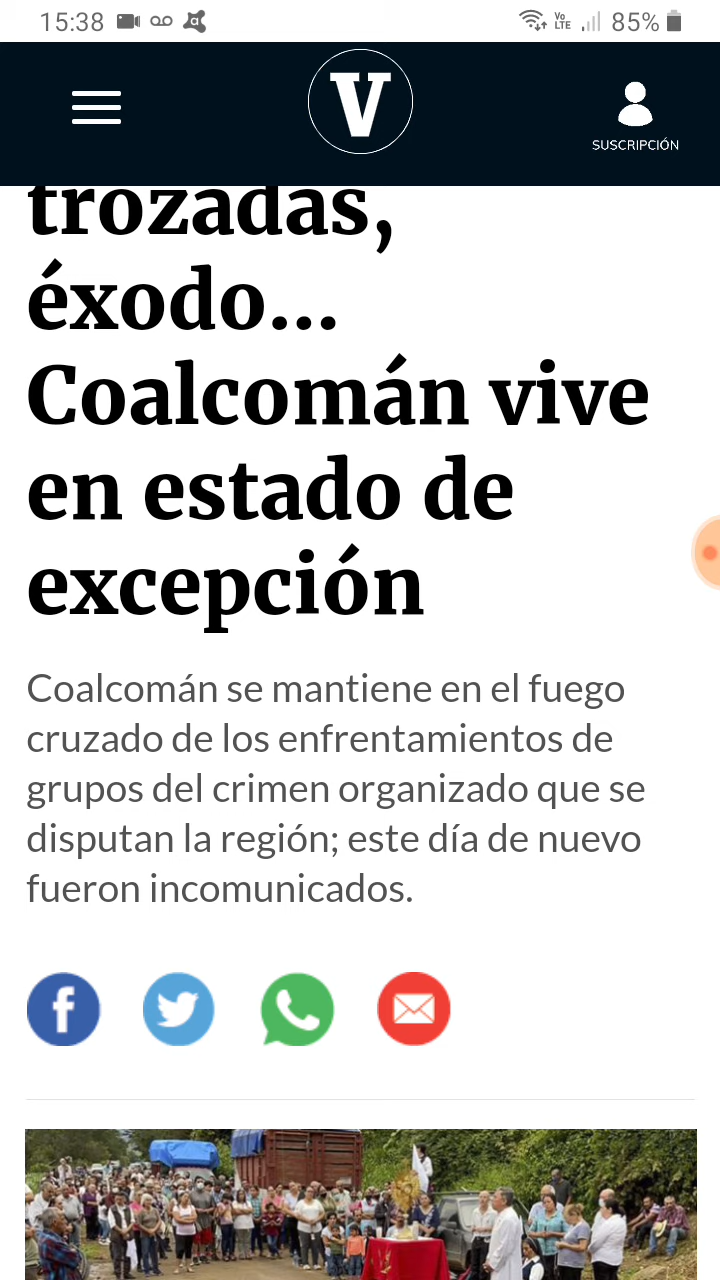 15:38
Vo
LTE
85%
V
SUSCRIPCIÓN
trozadas,
éxodo...
Coalcomán vive
en estado de
excepción
Coalcomán se mantiene en el fuego
cruzado de los enfrentamientos de
grupos del crimen organizado que se
disputan la región; este día de nuevo
fueron incomunicados.